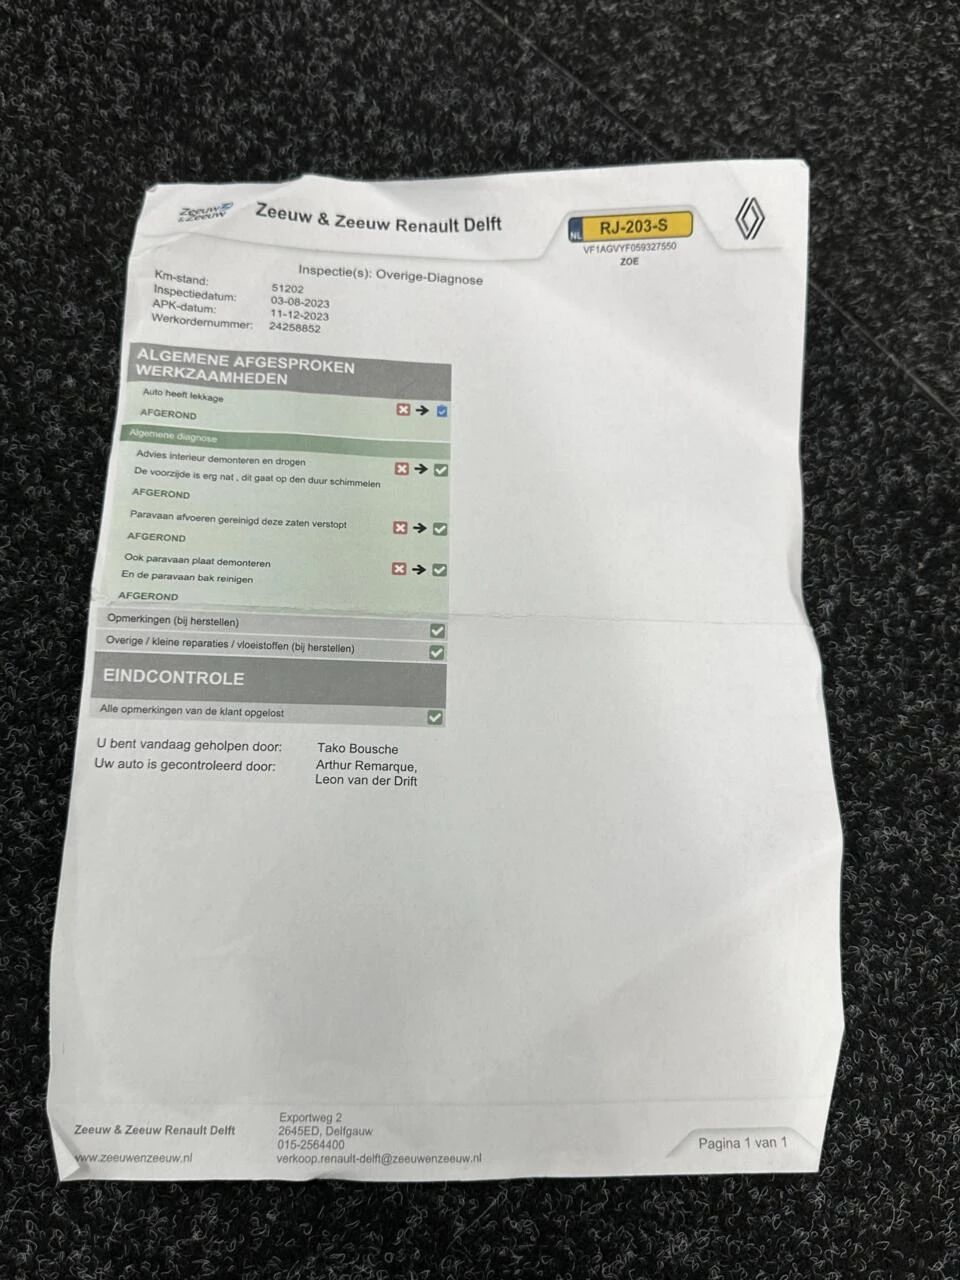 Zeeuw
& Zeeuw
Zeeuw & Zeeuw Renault Delft
NL
RJ-203-S
VF1AGVYF059327550
ZOE
Inspectie(s): Overige-Diagnose
Km-stand: 51202
Inspectiedatum: 03-08-2023
APK-datum: 11-12-2023
Werkordernummer: 24258852
ALGEMENE AFGESPROKEN
WERKZAAMHEDEN
Auto heeft lekkage
AFGEROND
Algemene diagnose
Advies interieur demonteren en drogen
De voorzijde is erg nat , dit gaat op den duur schimmelen
AFGEROND
Paravaan afvoeren gereinigd deze zaten verstopt
AFGEROND
Ook paravaan plaat demonteren
En de paravaan bak reinigen
AFGEROND
Opmerkingen (bij herstellen)
Overige / kleine reparaties / vloeistoffen (bij herstellen)
EINDCONTROLE
Alle opmerkingen van de klant opgelost
U bent vandaag geholpen door: Tako Bousche
Uw auto is gecontroleerd door: Arthur Remarque,
Leon van der Drift
Zeeuw & Zeeuw Renault Delft
www.zeeuwenzeeuw.nl
Exportweg 2
2645ED, Delfgauw
015-2564400
verkoop.renault-delft@zeeuwenzeeuw.nl
Pagina 1 van 1